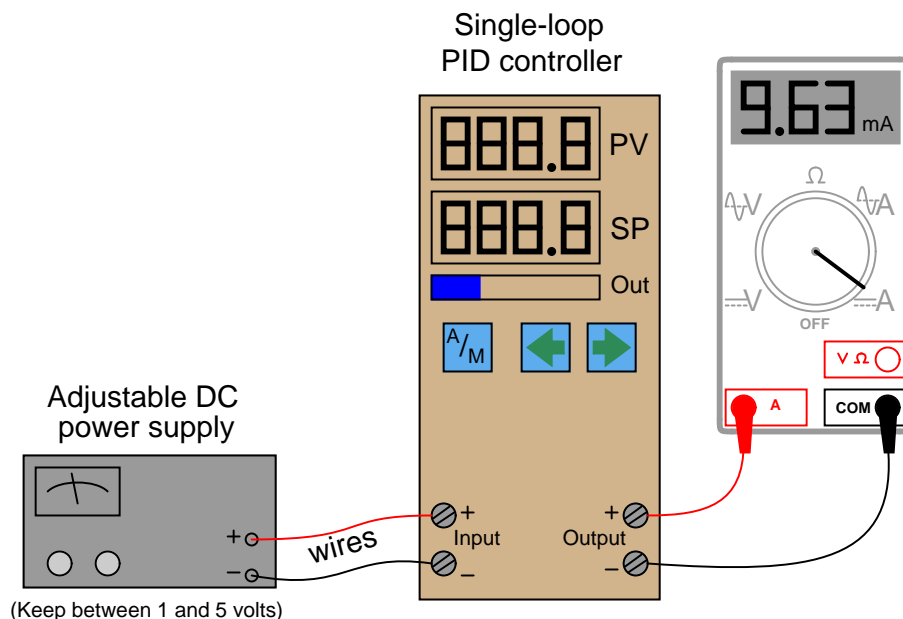 Single-loop
PID controller
9.63 mA
888.8 PV
888.8 SP
Out
A/M
Ω
V
A
V
A
OFF
V Ω
A
COM
Adjustable DC
power supply
+
-
wires
+
Input
-
+
Output
-
(Keep between 1 and 5 volts)